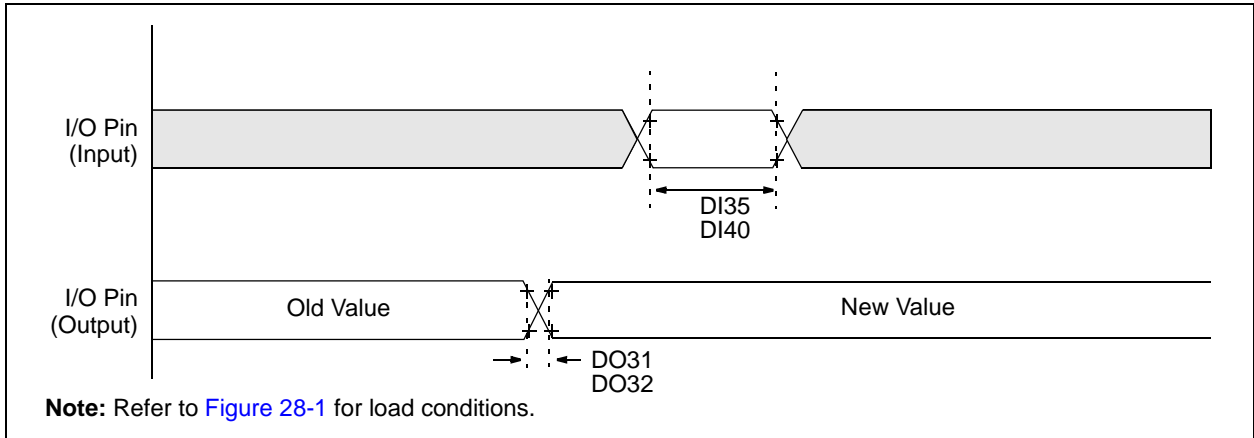 I/O Pin
(Input)
DI35
DI40
I/O Pin
(Output)
Old Value
New Value
DO31
DO32
Note: Refer to Figure 28-1 for load conditions.